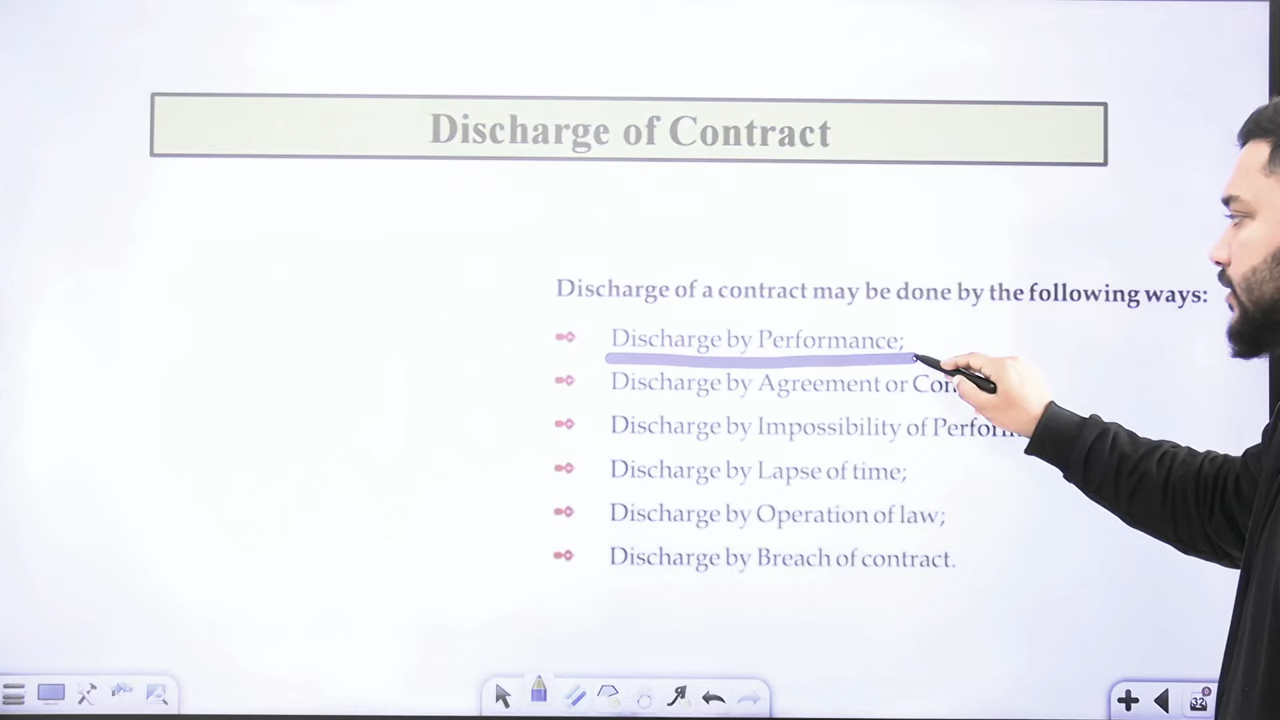 Discharge of Contract
Discharge of a contract may be done by the following ways:
Discharge by Performance;
Discharge by Agreement or
Discharge by Impossibility of
Discharge by Lapse of time;
Discharge by Operation of law;
Discharge by Breach of contract.
32